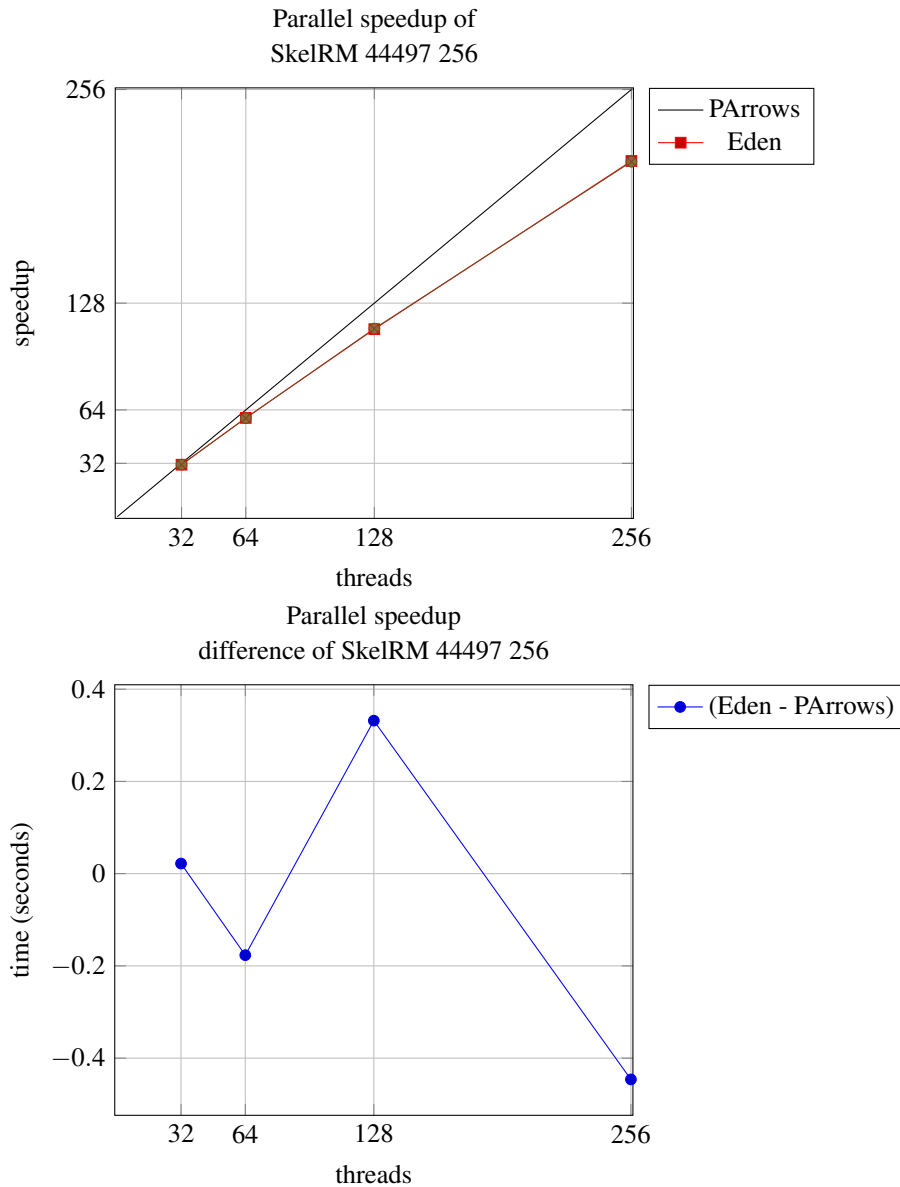 Parallel speedup of
SkelRM 44497 256
256
128
64
32
speedup
32 64 128 256
threads
PArrows
Eden
Parallel speedup
difference of SkelRM 44497 256
0.4
0.2
0
−0.2
−0.4
time (seconds)
32 64 128 256
threads
(Eden - PArrows)